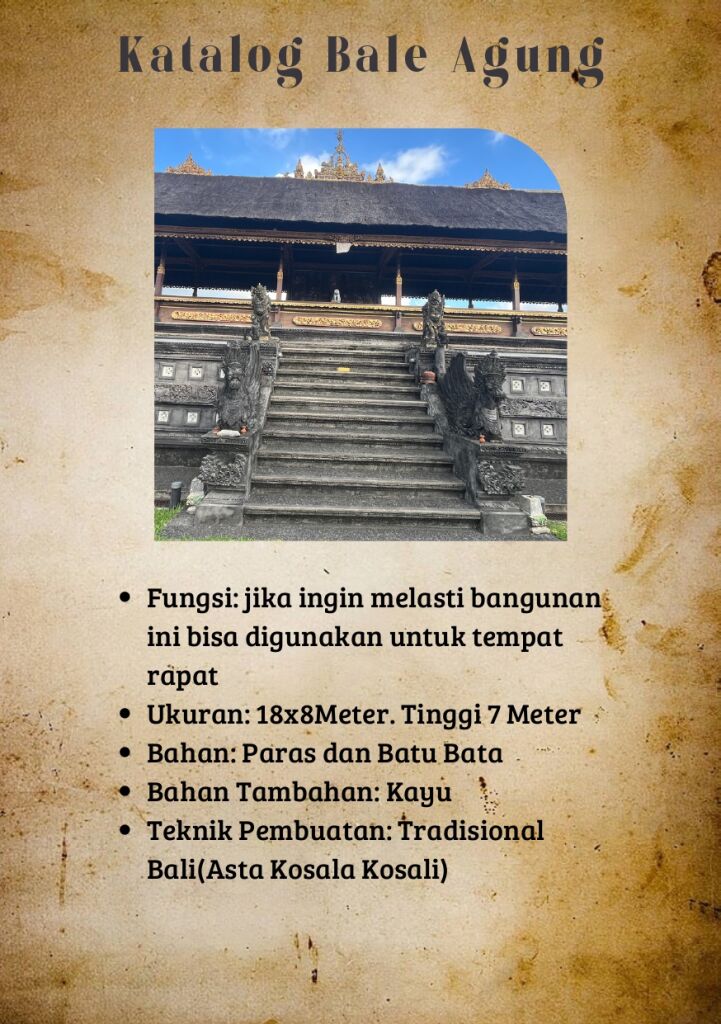 Katalog Bale Agung
• Fungsi: jika ingin melasti bangunan
ini bisa digunakan untuk tempat
rapat
• Ukuran: 18x8Meter. Tinggi 7 Meter
• Bahan: Paras dan Batu Bata
• Bahan Tambahan: Kayu
• Teknik Pembuatan: Tradisional
Bali(Asta Kosala Kosali)